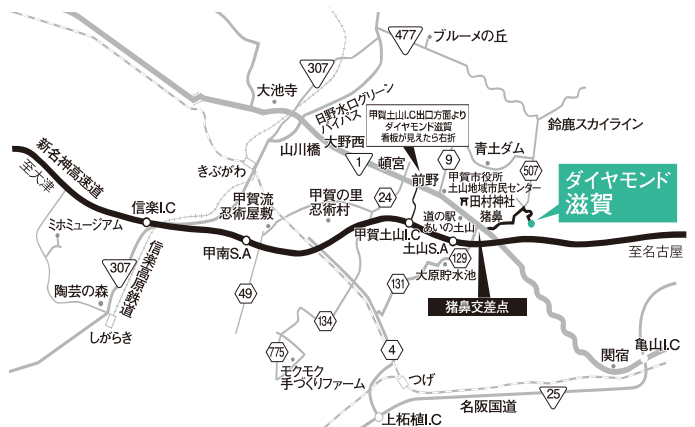 477
ブルーメの丘
307
大池寺
日野水口グリーン
バイパス
甲賀土山I.C出口方面より
ダイヤモンド滋賀
看板が見えたら右折
鈴鹿スカイライン
山川橋
大野西
青土ダム
新名神高速道
至大津
きぶがわ
1
頓宮
前野
9
507
甲賀市役所
土山地域市民センター
田村神社
ダイヤモンド
滋賀
信楽I.C
甲賀流
忍術屋敷
甲賀の里
忍術村
24
道の駅
あいの土山
猪鼻
ミホミュージアム
甲南S.A
甲賀土山I.C
土山S.A
至名古屋
307
信楽高原鉄道
129
大原貯水池
陶芸の森
49
131
猪鼻交差点
しがらき
134
775
131
4
モクモク
手づくりファーム
つげ
関宿
亀山I.C
名阪国道
25
上柘植I.C